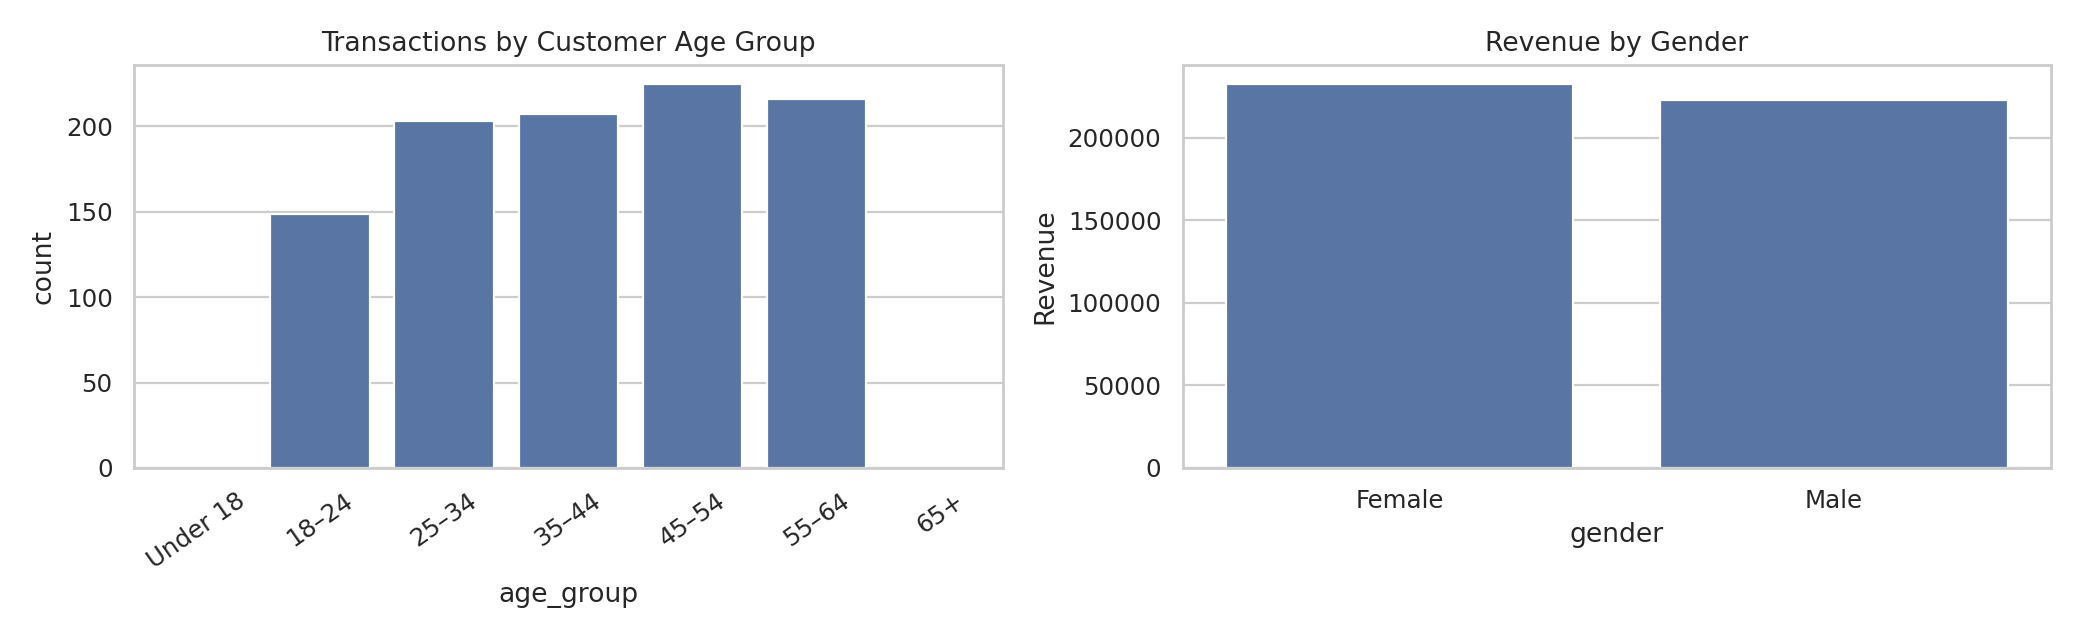 Transactions by Customer Age Group
count
200
150
100
50
0
Under 18
18–24
25–34
35–44
45–54
55–64
65+
age_group
Revenue by Gender
Revenue
200000
150000
100000
50000
0
Female
Male
gender